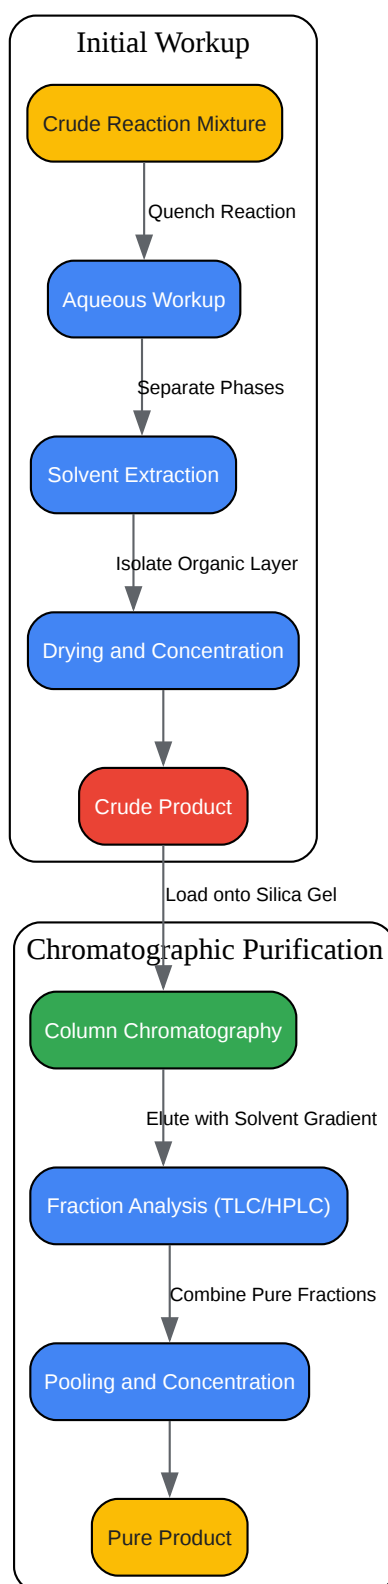 Initial Workup
Crude Reaction Mixture
Quench Reaction
Aqueous Workup
Separate Phases
Solvent Extraction
Isolate Organic Layer
Drying and Concentration
Crude Product
Load onto Silica Gel
Chromatographic Purification
Column Chromatography
Elute with Solvent Gradient
Fraction Analysis (TLC/HPLC)
Combine Pure Fractions
Pooling and Concentration
Pure Product